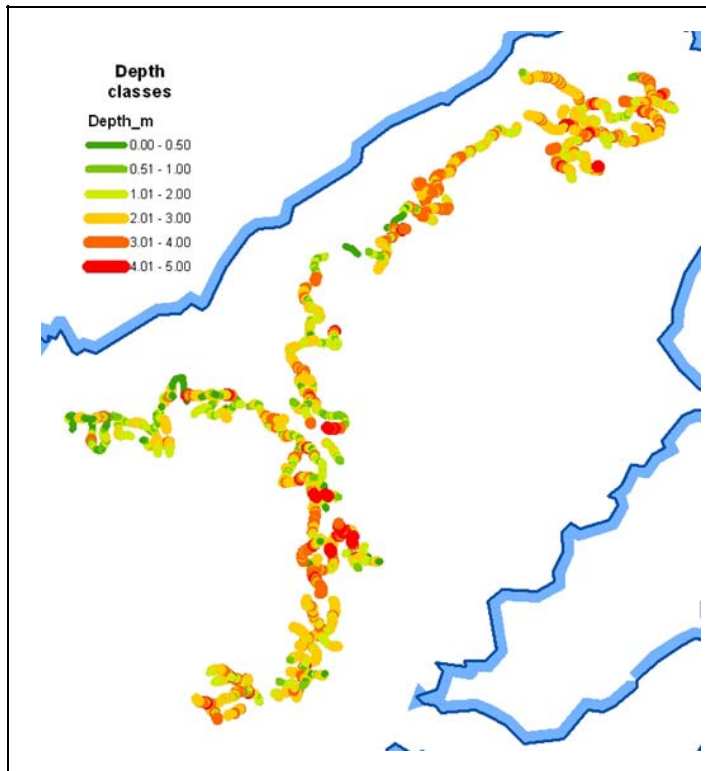 Depth
classes
Depth_m
0.00 - 0.50
0.51 - 1.00
1.01 - 2.00
2.01 - 3.00
3.01 - 4.00
4.01 - 5.00